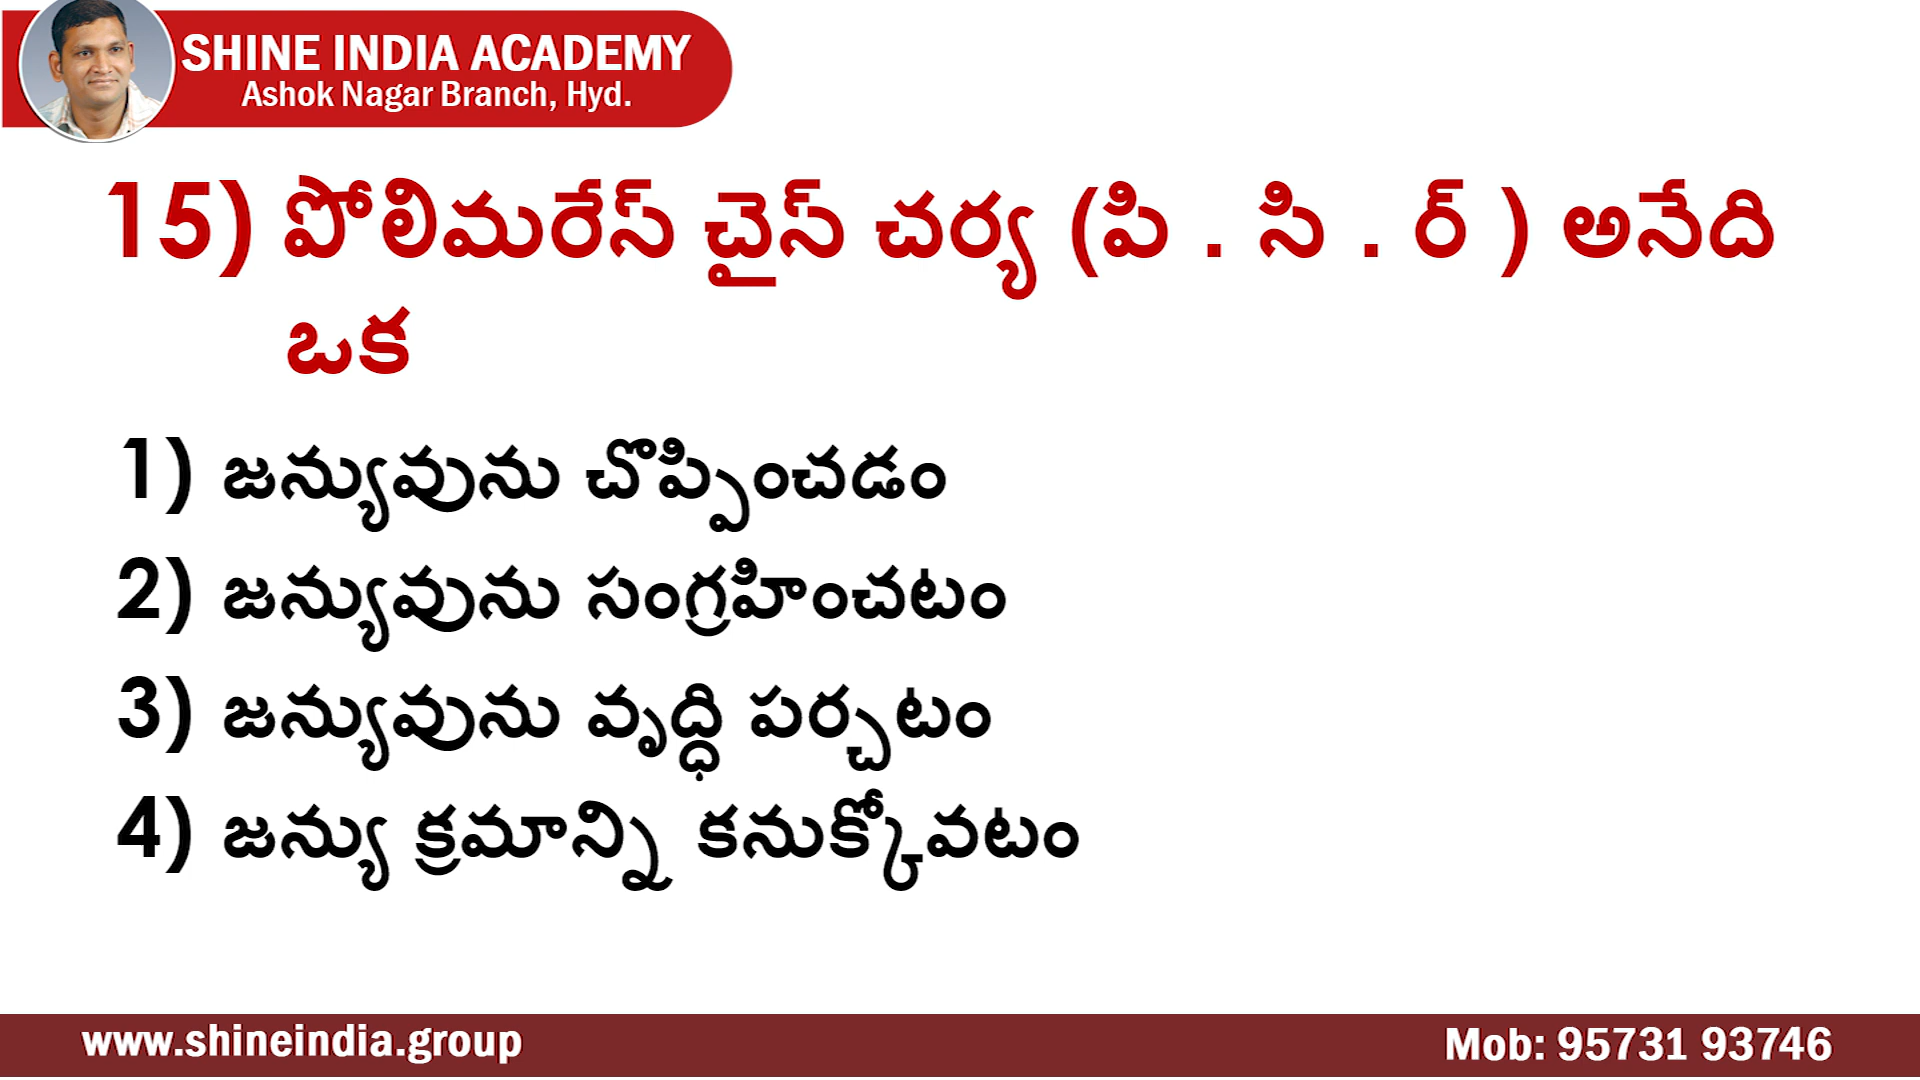 SHINE INDIA ACADEMY
Ashok Nagar Branch, Hyd.
15) పోలిమరేస్ చైస్ చర్య (పి . సి . ర్ ) అనేది
ఒక
1) జన్యువును చొప్పించడం
2) జన్యువును సంగ్రహించటం
3) జన్యువును వృద్ధి పర్చటం
4) జన్యు క్రమాన్ని కనుక్కోవటం
www.shineindia.group
Mob: 95731 93746